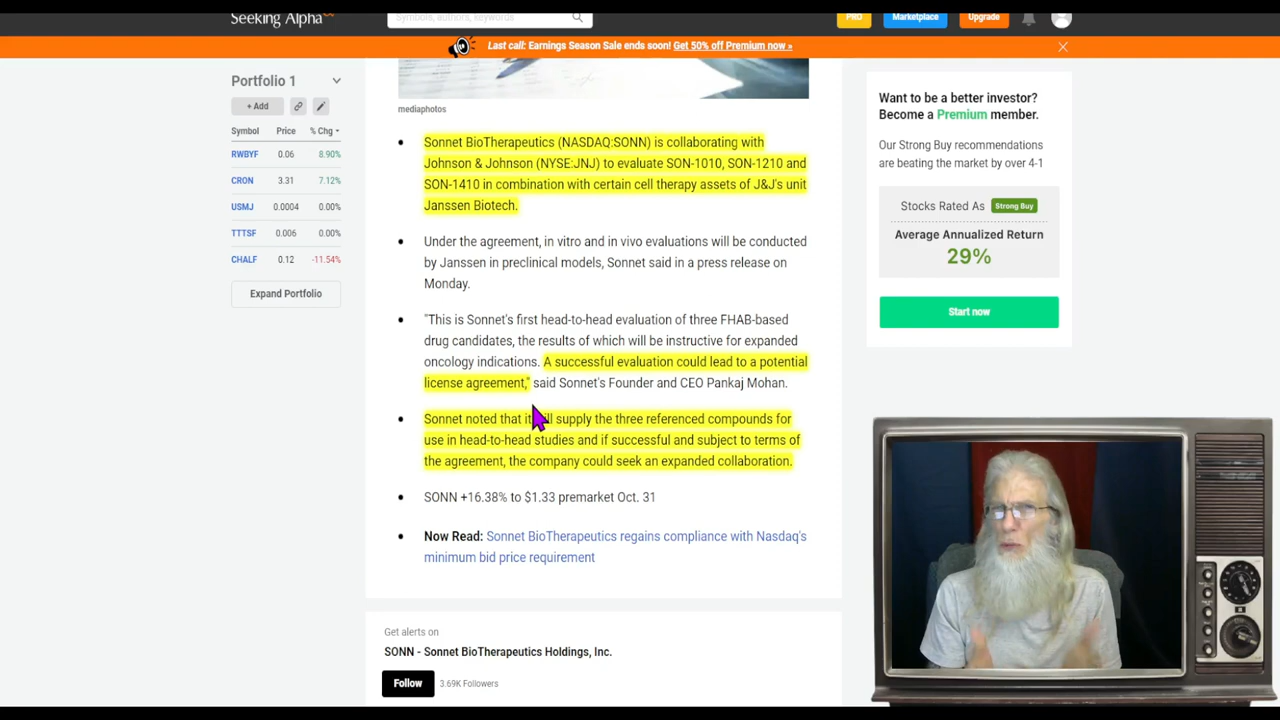 Seeking Alpha
Symbols, authors, keywords
PRO
Marketplace
Upgrade
Last call: Earnings Season Sale ends soon! Get 50% off Premium now »
Portfolio 1
+ Add
Symbol Price % Chg
RWBYF 0.06 8.90%
CRON 3.31 7.12%
USMJ 0.0004 0.00%
TTTSF 0.006 0.00%
CHALF 0.12 -11.54%
Expand Portfolio
mediaphotos
Sonnet BioTherapeutics (NASDAQ:SONN) is collaborating with
Johnson & Johnson (NYSE:JNJ) to evaluate SON-1010, SON-1210 and
SON-1410 in combination with certain cell therapy assets of J&J's unit
Janssen Biotech.
Under the agreement, in vitro and in vivo evaluations will be conducted
by Janssen in preclinical models, Sonnet said in a press release on
Monday.
"This is Sonnet's first head-to-head evaluation of three FHAB-based
drug candidates, the results of which will be instructive for expanded
oncology indications. A successful evaluation could lead to a potential
license agreement," said Sonnet's Founder and CEO Pankaj Mohan.
Sonnet noted that it will supply the three referenced compounds for
use in head-to-head studies and if successful and subject to terms of
the agreement, the company could seek an expanded collaboration.
SONN +16.38% to $1.33 premarket Oct. 31
Now Read: Sonnet BioTherapeutics regains compliance with Nasdaq's
minimum bid price requirement
Get alerts on
SONN - Sonnet BioTherapeutics Holdings, Inc.
Follow
3.69K Followers
Want to be a better investor?
Become a Premium member.
Our Strong Buy recommendations
are beating the market by over 4-1
Stocks Rated As Strong Buy
Average Annualized Return
29%
Start now